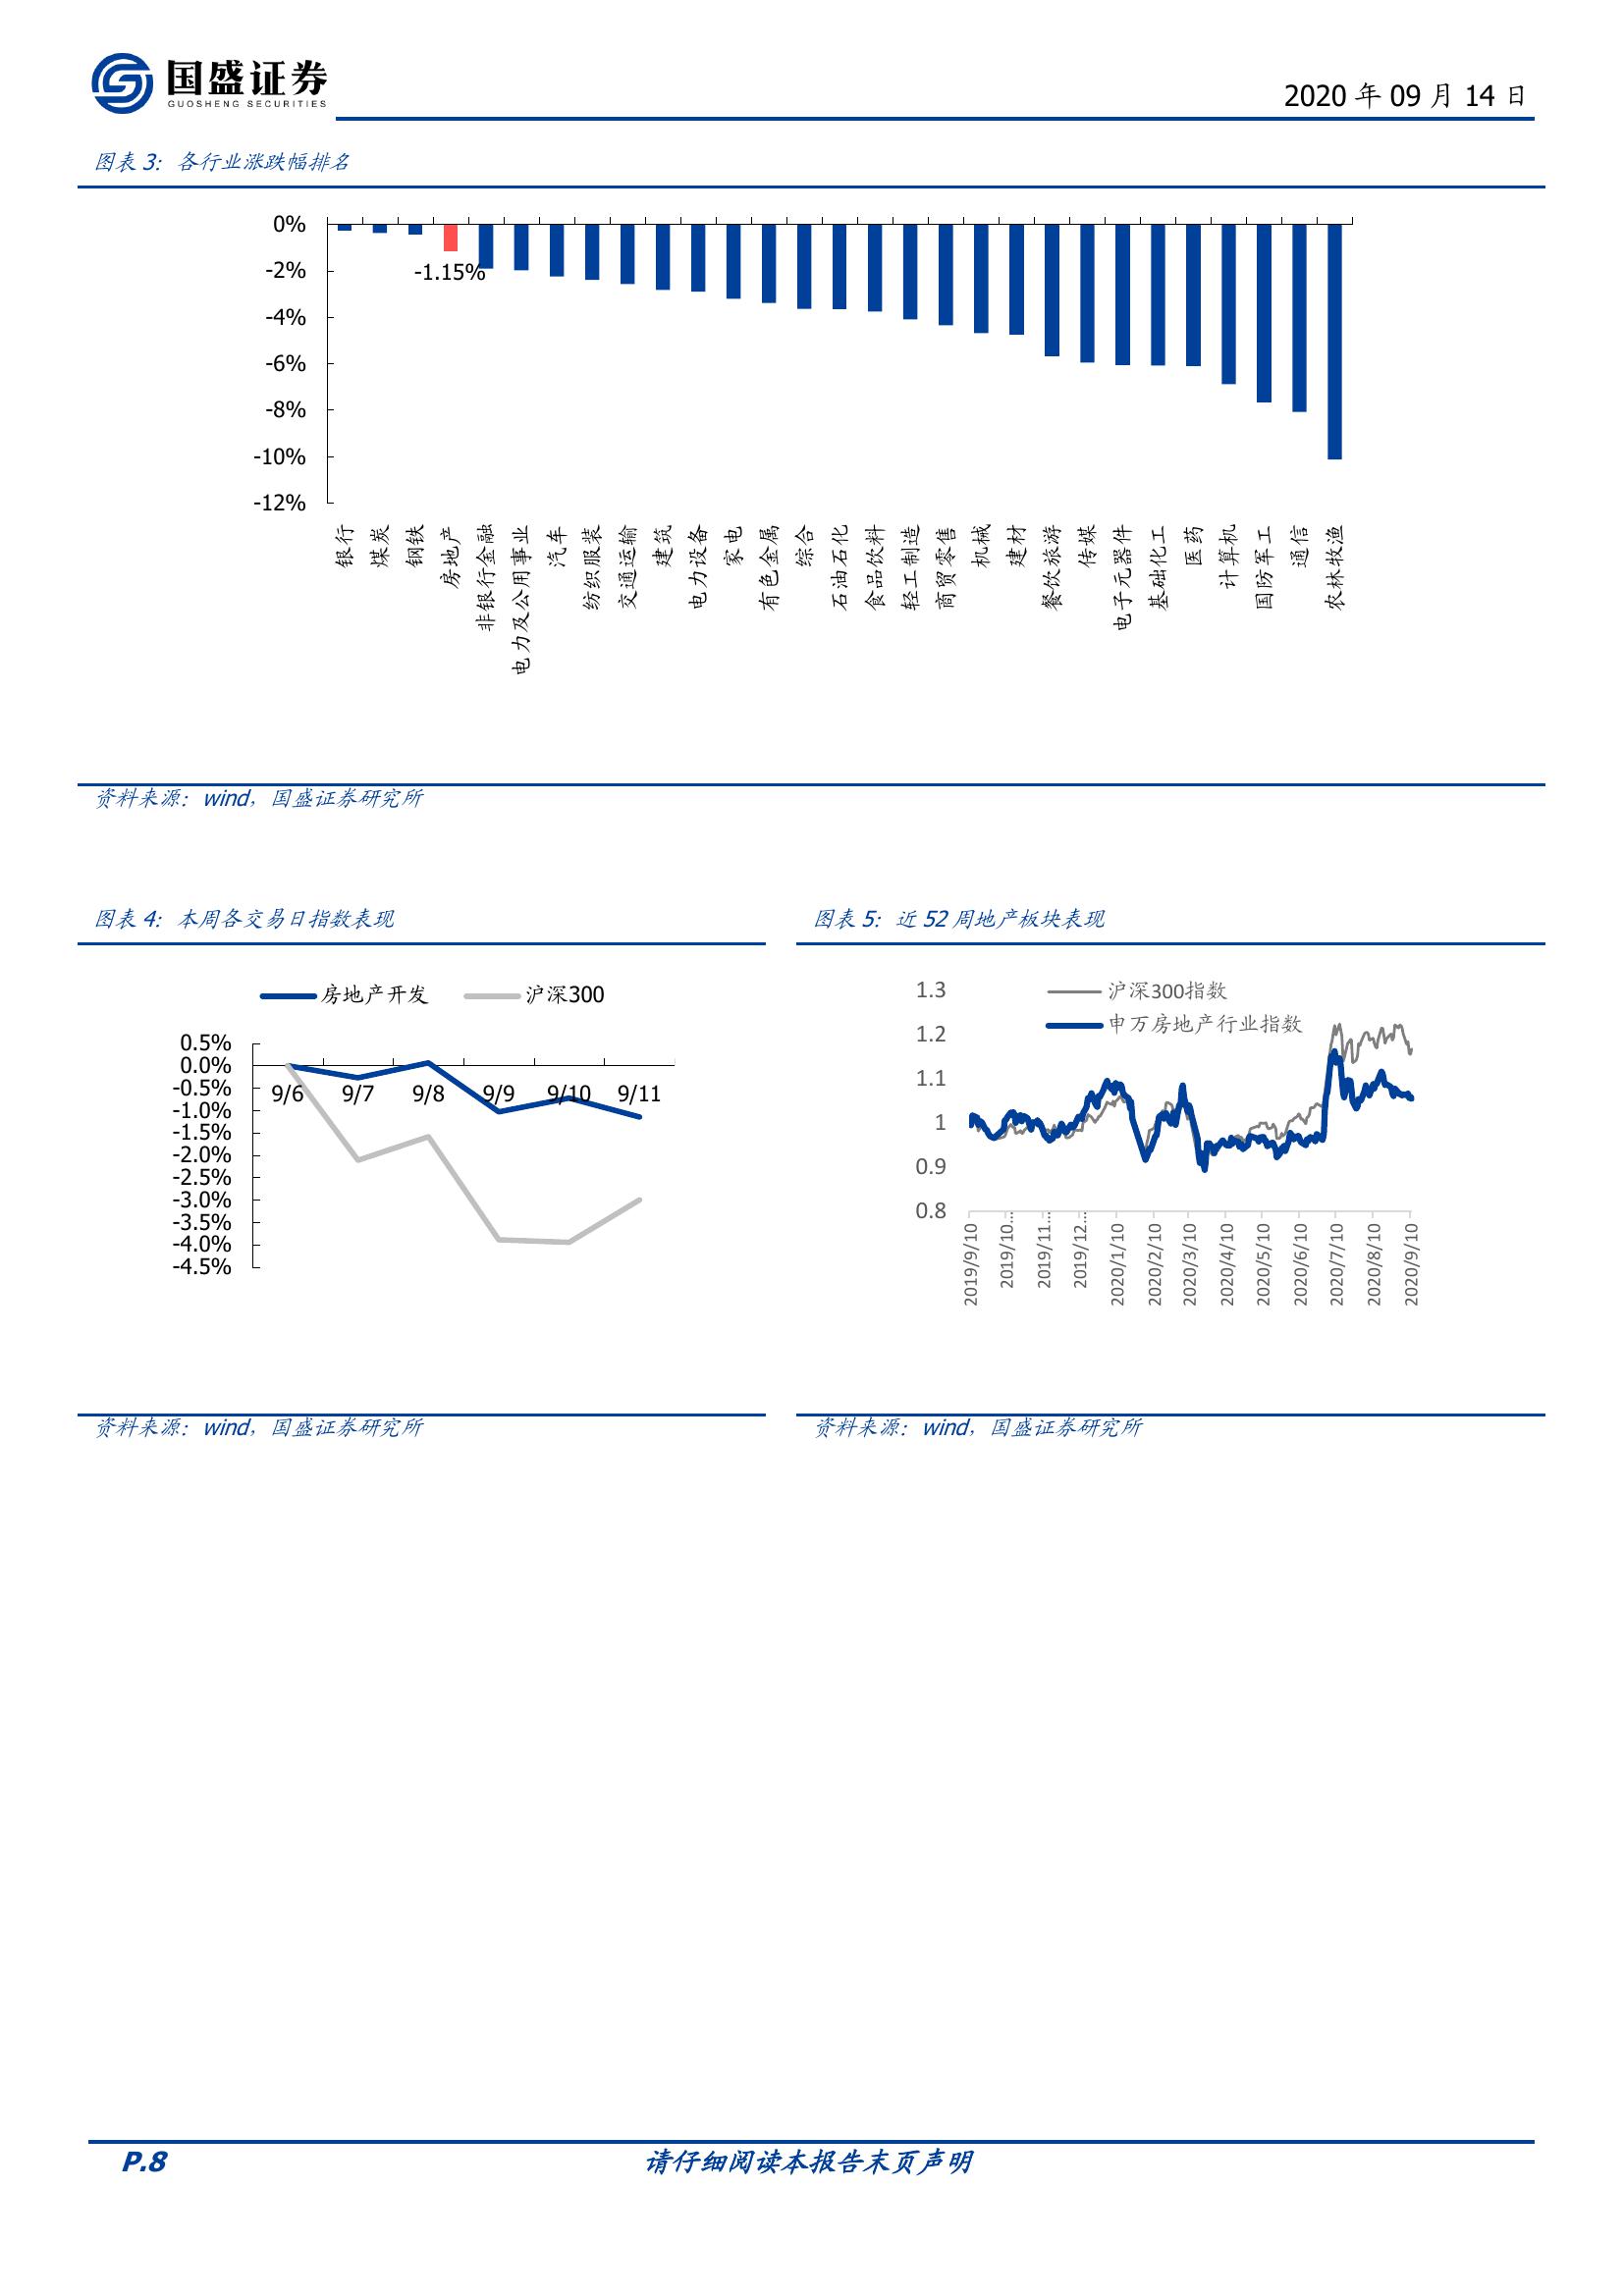 国盛证券
GUOSHENG SECURITIES
2020 年 09 月 14 日
图表 3：各行业涨跌幅排名
0%
-2%
-4%
-6%
-8%
-10%
-12%
-1.15%
银行
煤炭
钢铁
房地产
非银行金融
电力及公用事业
汽车
纺织服装
交通运输
建筑
电力设备
家电
有色金属
综合
石油石化
食品饮料
轻工制造
商贸零售
机械
建材
餐饮旅游
传媒
电子元器件
基础化工
医药
计算机
国防军工
通信
农林牧渔
资料来源：wind，国盛证券研究所
图表 4：本周各交易日指数表现
房地产开发 沪深300
0.5%
0.0%
-0.5%
-1.0%
-1.5%
-2.0%
-2.5%
-3.0%
-3.5%
-4.0%
-4.5%
9/6 9/7 9/8 9/9 9/10 9/11
资料来源：wind，国盛证券研究所
图表 5：近 52 周地产板块表现
沪深300指数
申万房地产行业指数
1.3
1.2
1.1
1
0.9
0.8
2019/9/10
2019/10…
2019/11…
2019/12…
2020/1/10
2020/2/10
2020/3/10
2020/4/10
2020/5/10
2020/6/10
2020/7/10
2020/8/10
2020/9/10
资料来源：wind，国盛证券研究所
P.8 请仔细阅读本报告末页声明